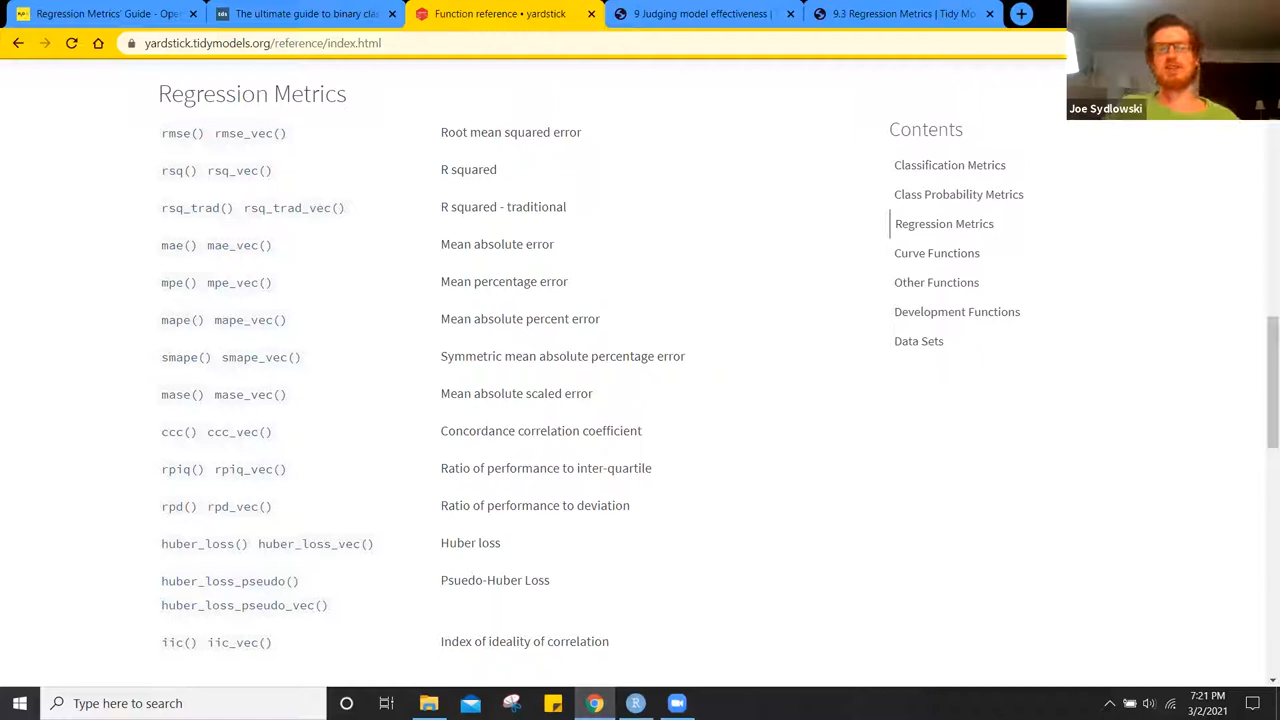 Regression Metrics' Guide - Ope
The ultimate guide to binary clas
Function reference • yardstick
9 Judging model effectiveness |
9.3 Regression Metrics | Tidy Mo
yardstick.tidymodels.org/reference/index.html
Joe Sydlowski
Regression Metrics
rmse() rmse_vec() Root mean squared error
rsq() rsq_vec() R squared
rsq_trad() rsq_trad_vec() R squared - traditional
mae() mae_vec() Mean absolute error
mpe() mpe_vec() Mean percentage error
mape() mape_vec() Mean absolute percent error
smape() smape_vec() Symmetric mean absolute percentage error
mase() mase_vec() Mean absolute scaled error
ccc() ccc_vec() Concordance correlation coefficient
rpiq() rpiq_vec() Ratio of performance to inter-quartile
rpd() rpd_vec() Ratio of performance to deviation
huber_loss() huber_loss_vec() Huber loss
huber_loss_pseudo() Psuedo-Huber Loss
huber_loss_pseudo_vec()
iic() iic_vec() Index of ideality of correlation
Contents
Classification Metrics
Class Probability Metrics
Regression Metrics
Curve Functions
Other Functions
Development Functions
Data Sets
Type here to search
7:21 PM
3/2/2021